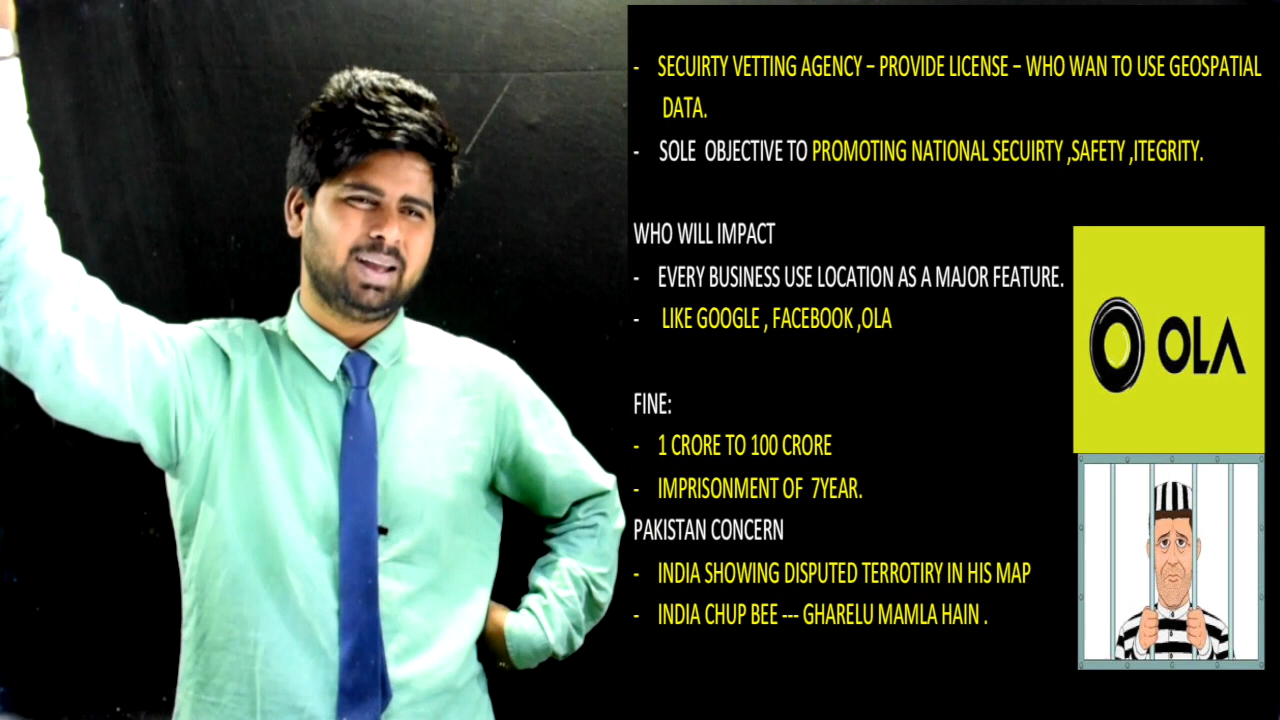 - SECUIRTY VETTING AGENCY – PROVIDE LICENSE – WHO WAN TO USE GEOSPATIAL
DATA.
- SOLE OBJECTIVE TO PROMOTING NATIONAL SECUIRTY ,SAFETY ,ITEGRITY.
WHO WILL IMPACT
- EVERY BUSINESS USE LOCATION AS A MAJOR FEATURE.
- LIKE GOOGLE , FACEBOOK ,OLA
OLA
FINE:
- 1 CRORE TO 100 CRORE
- IMPRISONMENT OF 7YEAR.
PAKISTAN CONCERN
- INDIA SHOWING DISPUTED TERROTIRY IN HIS MAP
- INDIA CHUP BEE --- GHARELU MAMLA HAIN .